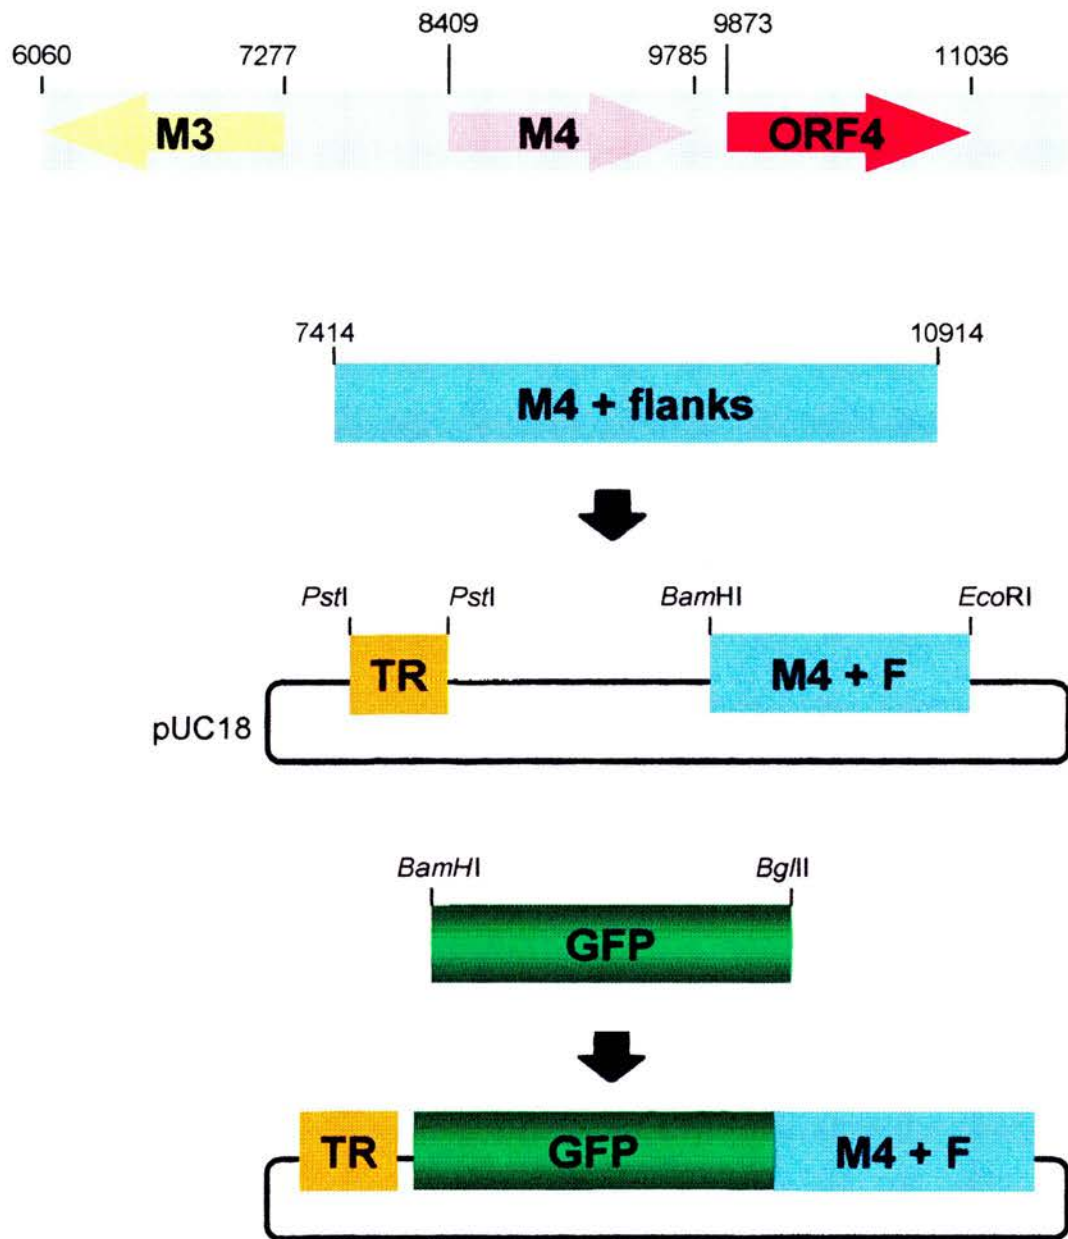 8409 9873
6060 7277 9785 11036
M3 M4 ORF4
7414 10914
M4 + flanks
PstI PstI BamHI EcoRI
TR M4 + F
pUC18
BamHI BglII
GFP
TR GFP M4 + F